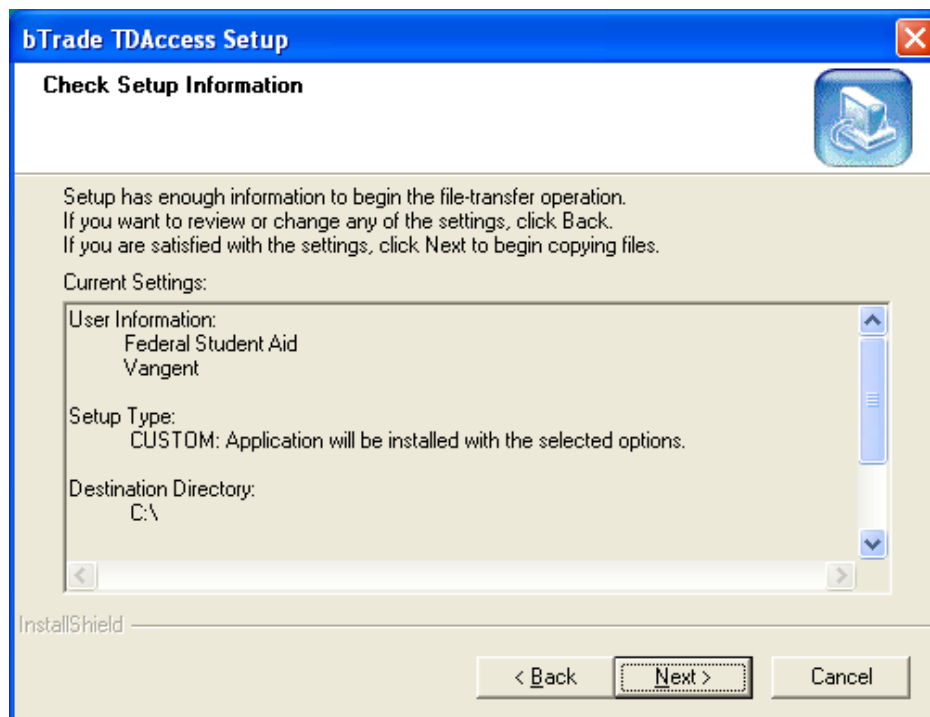 bTrade TDAccess Setup
Check Setup Information
Setup has enough information to begin the file-transfer operation.
If you want to review or change any of the settings, click Back.
If you are satisfied with the settings, click Next to begin copying files.
Current Settings:
User Information:
Federal Student Aid
Vangent
Setup Type:
CUSTOM: Application will be installed with the selected options.
Destination Directory:
C:\
InstallShield
< Back
Next >
Cancel